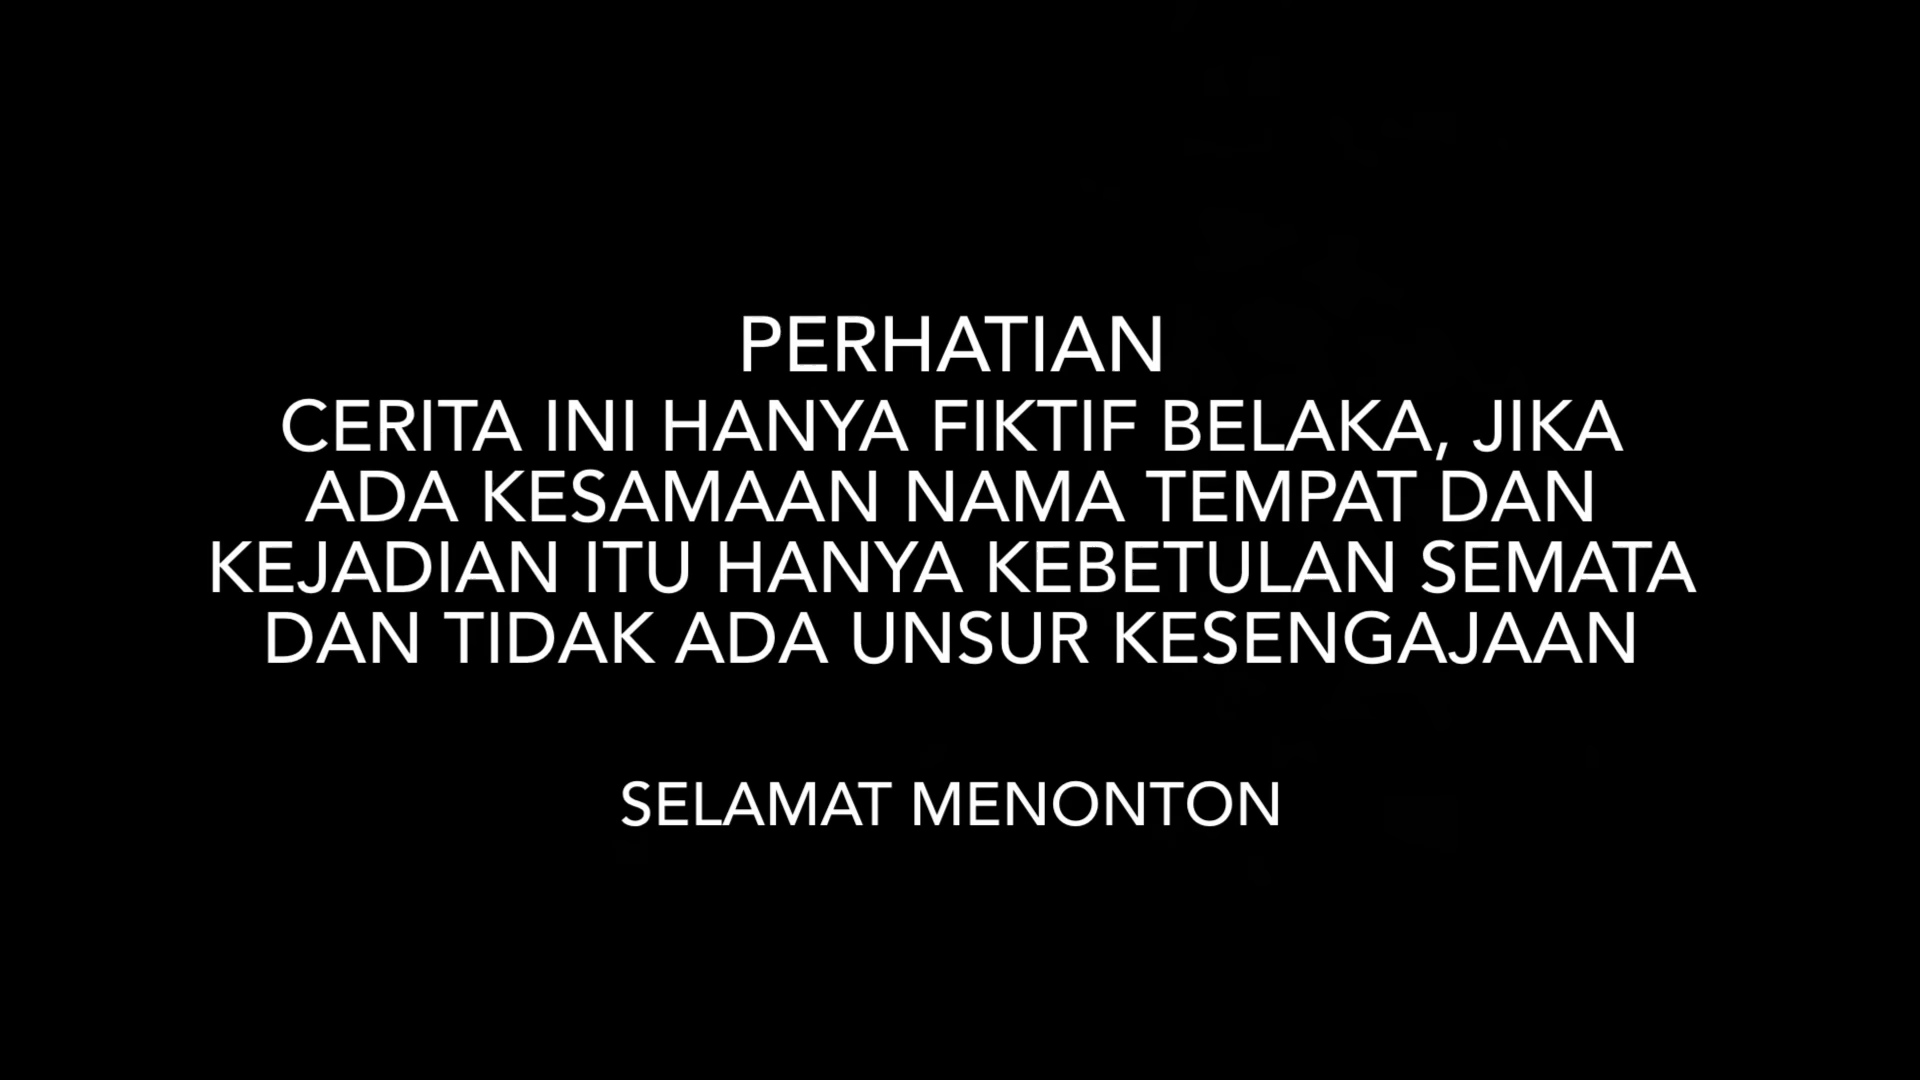 PERHATIAN
CERITA INI HANYA FIKTIF BELAKA, JIKA
ADA KESAMAAN NAMA TEMPAT DAN
KEJADIAN ITU HANYA KEBETULAN SEMATA
DAN TIDAK ADA UNSUR KESENGAJAAN
SELAMAT MENONTON